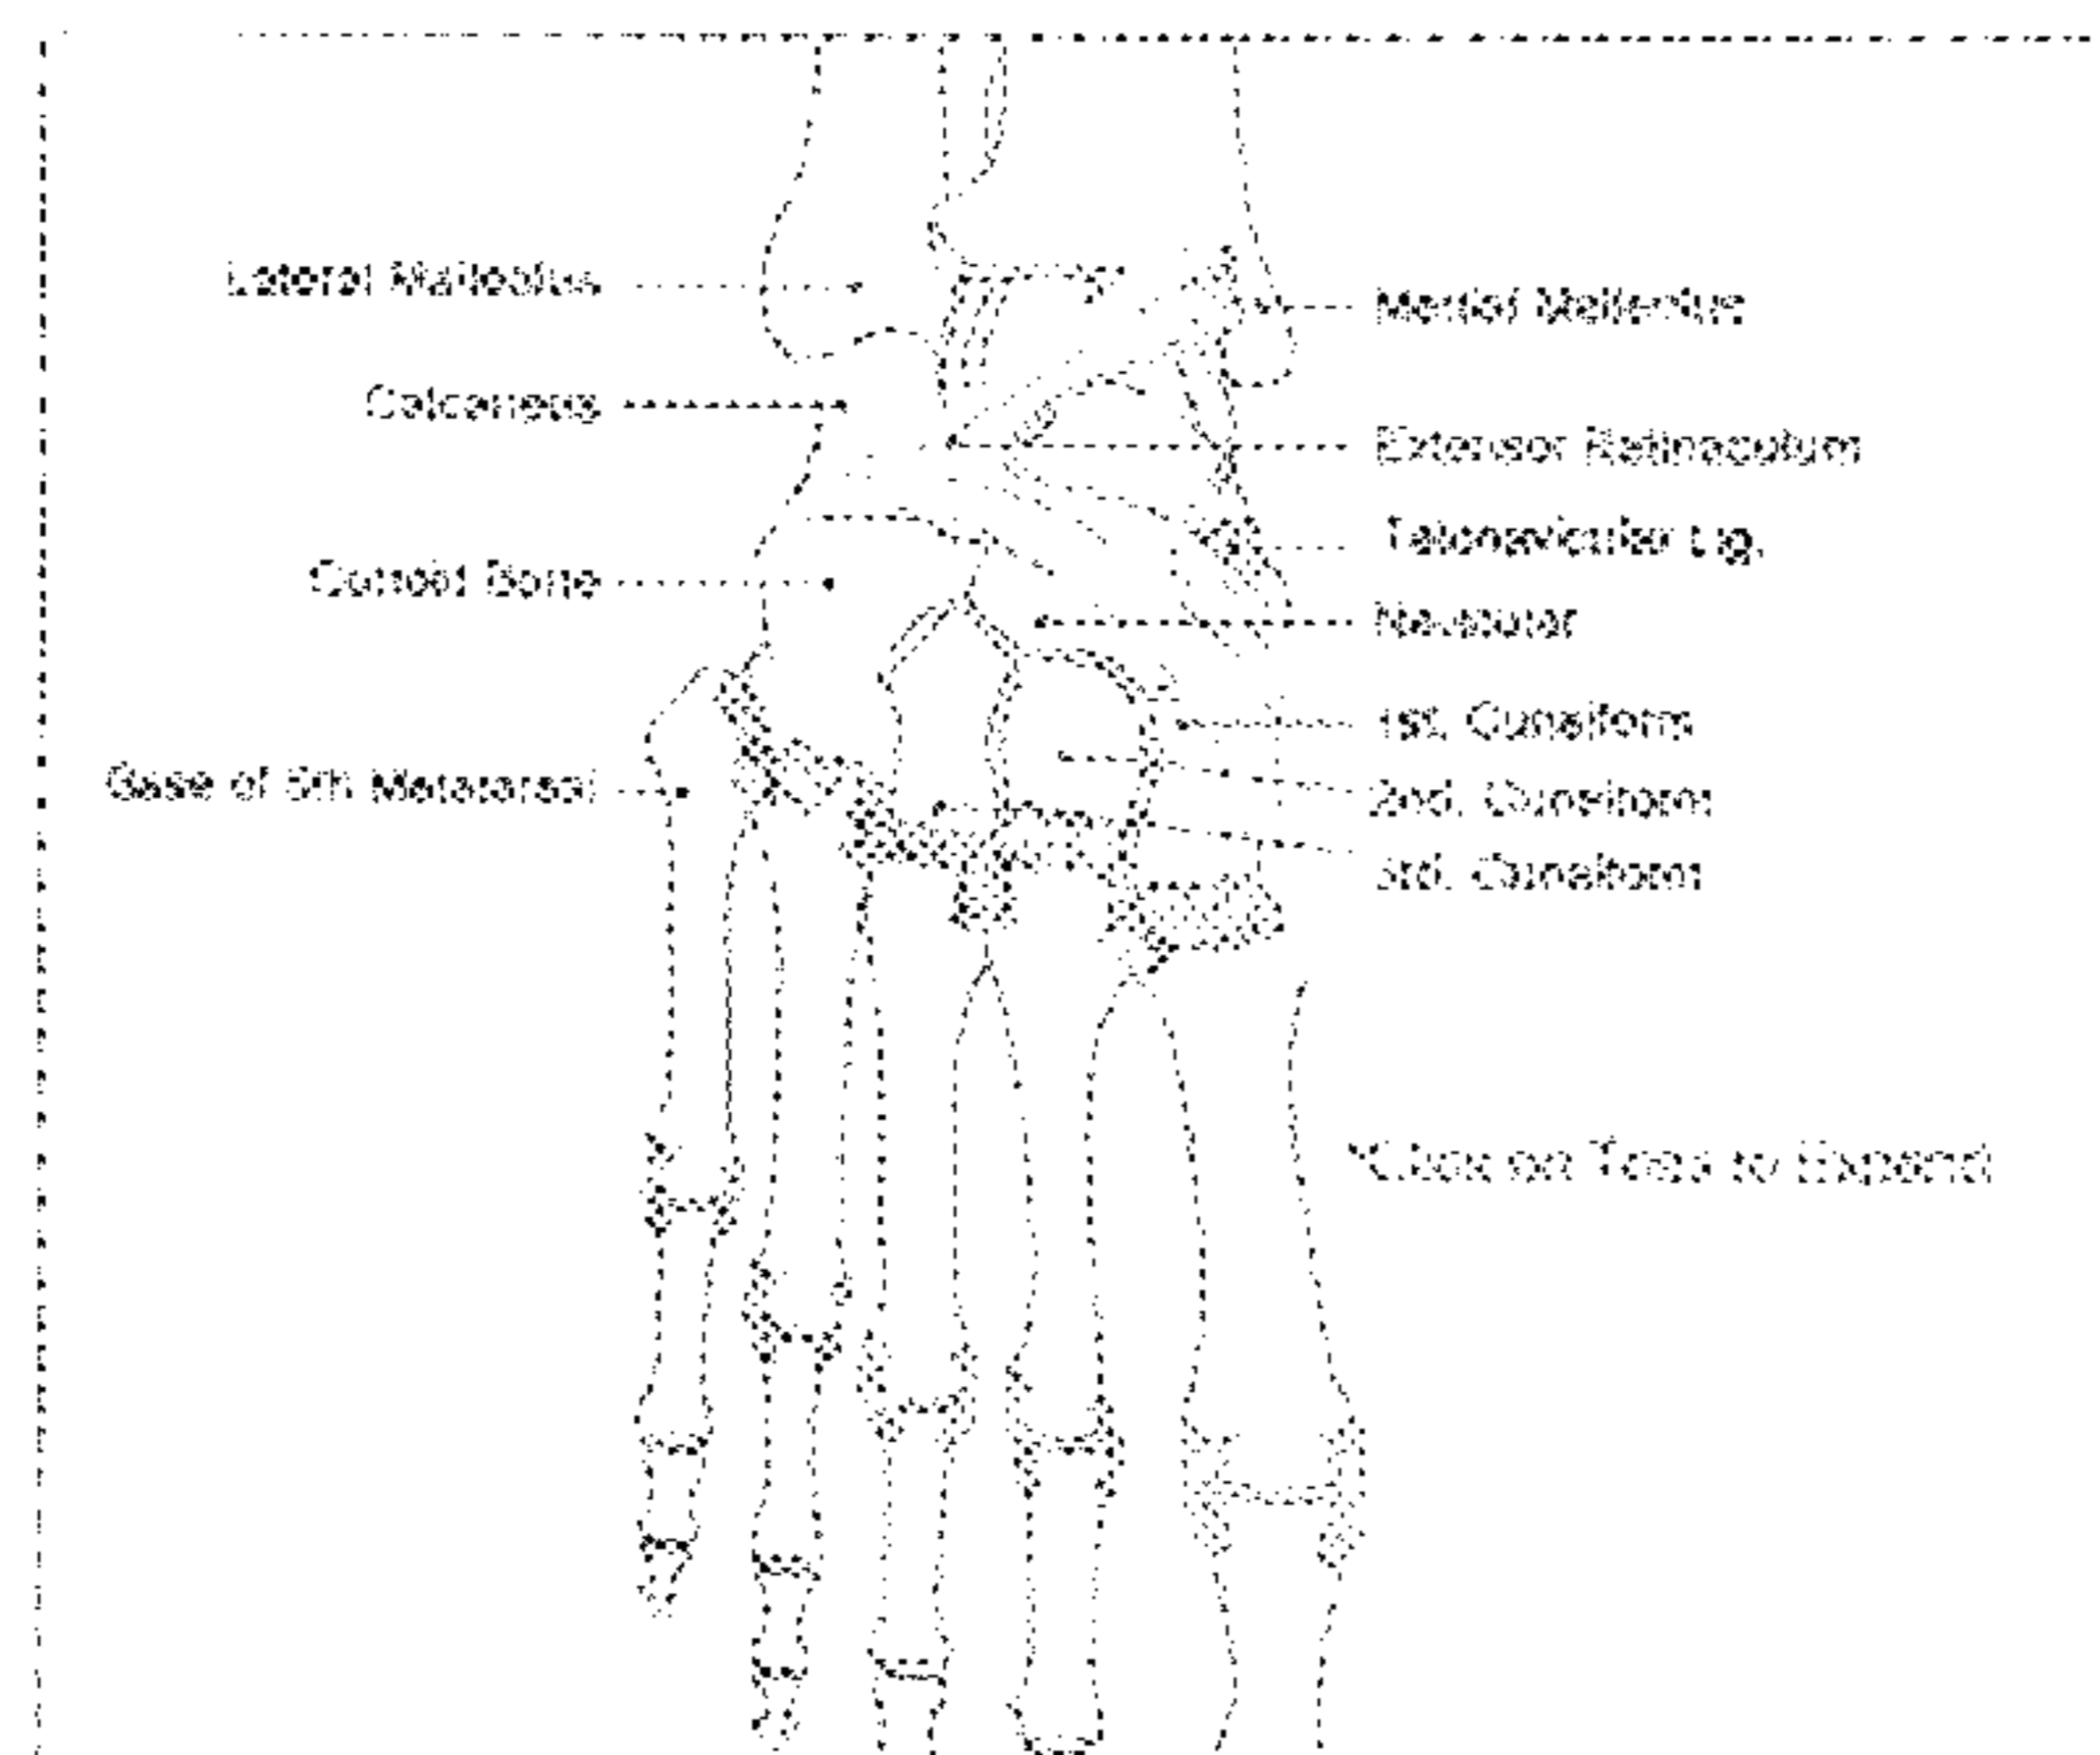 Lateral Malleolus
Medial Malleolus
Calcaneus
Extensor Retinaculum
Talonavicular Lig.
Cuboid Bone
Navicular
1st. Cuneiform
Base of 5th Metatarsal
2nd. Cuneiform
3rd. Cuneiform
*Click on Toes to Expand